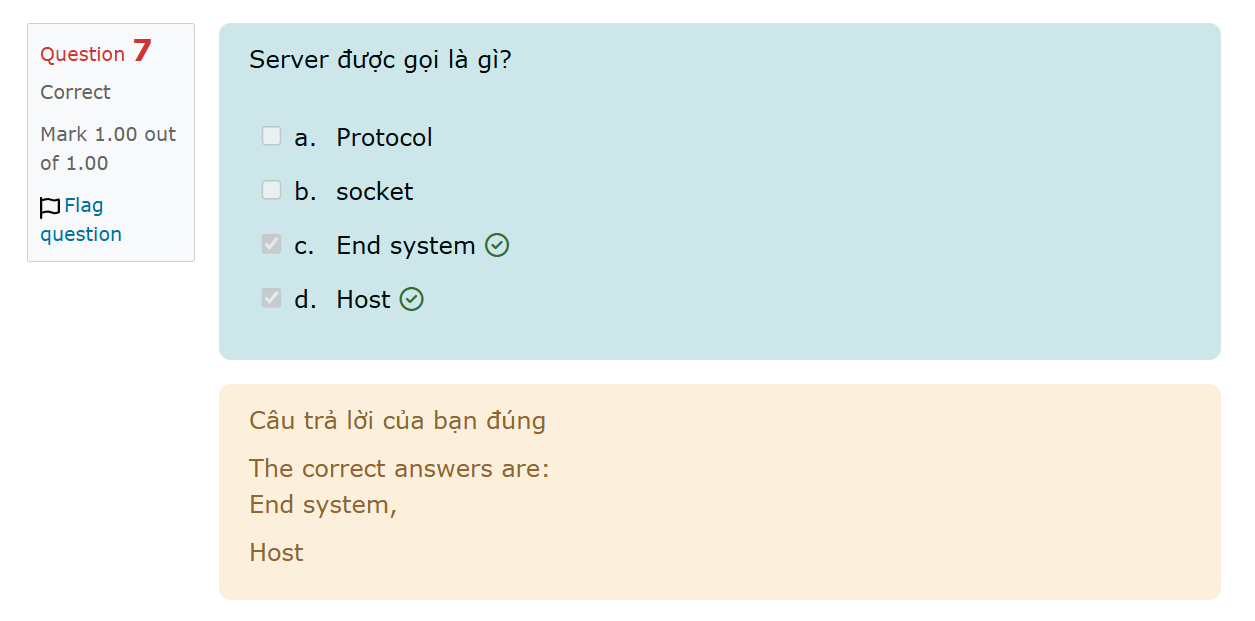 Question 7
Correct
Mark 1.00 out
of 1.00
Flag
question
Server được gọi là gì?
a. Protocol
b. socket
c. End system
d. Host
Câu trả lời của bạn đúng
The correct answers are:
End system,
Host